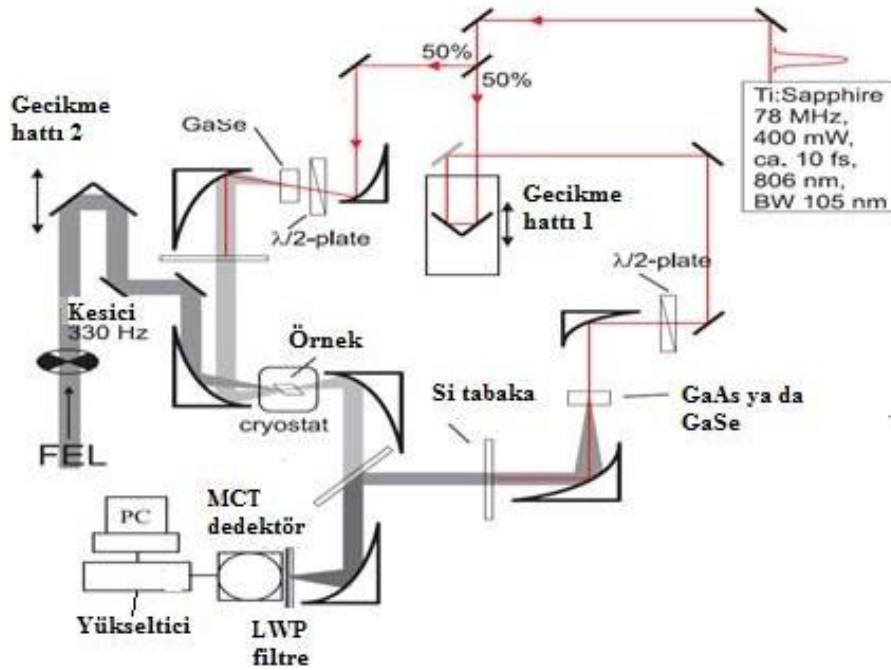 50%
50%
Ti:Sapphire
78 MHz,
400 mW,
ca. 10 fs,
806 nm,
BW 105 nm
Gecikme
hattı 2
GaSe
λ/2-plate
Gecikme
hattı 1
λ/2-plate
Kesici
330 Hz
Örnek
cryostat
Si tabaka
GaAs ya da
GaSe
FEL
MCT
dedektör
PC
Yükseltici
LWP
filtre